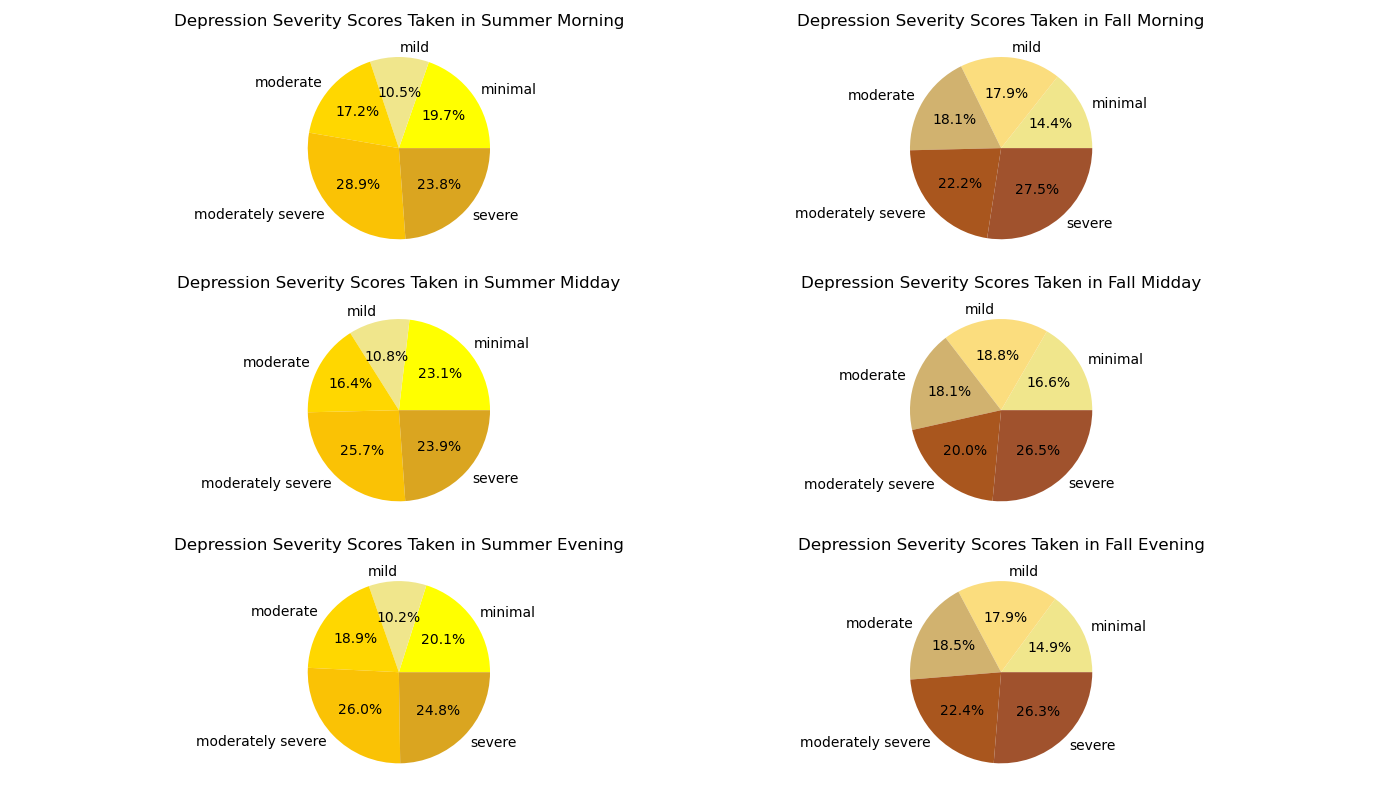 Depression Severity Scores Taken in Summer Morning
mild
moderate
minimal
10.5%
17.2%
19.7%
28.9%
23.8%
moderately severe
severe
Depression Severity Scores Taken in Fall Morning
mild
moderate
minimal
17.9%
18.1%
14.4%
22.2%
27.5%
moderately severe
severe
Depression Severity Scores Taken in Summer Midday
mild
minimal
moderate
10.8%
23.1%
16.4%
25.7%
23.9%
moderately severe
severe
Depression Severity Scores Taken in Fall Midday
mild
minimal
moderate
18.8%
16.6%
18.1%
20.0%
26.5%
moderately severe
severe
Depression Severity Scores Taken in Summer Evening
mild
moderate
minimal
10.2%
18.9%
20.1%
26.0%
24.8%
moderately severe
severe
Depression Severity Scores Taken in Fall Evening
mild
moderate
minimal
17.9%
18.5%
14.9%
22.4%
26.3%
moderately severe
severe